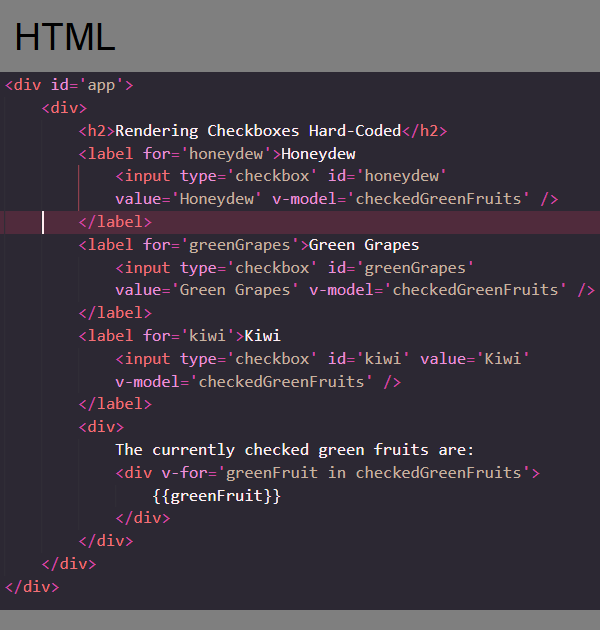 HTML
<div id='app'>
    <div>
        <h2>Rendering Checkboxes Hard-Coded</h2>
        <label for='honeydew'>Honeydew
            <input type='checkbox' id='honeydew'
            value='Honeydew' v-model='checkedGreenFruits' />
        </label>
        <label for='greenGrapes'>Green Grapes
            <input type='checkbox' id='greenGrapes'
            value='Green Grapes' v-model='checkedGreenFruits' />
        </label>
        <label for='kiwi'>Kiwi
            <input type='checkbox' id='kiwi' value='Kiwi'
            v-model='checkedGreenFruits' />
        </label>
        <div>
            The currently checked green fruits are:
            <div v-for='greenFruit in checkedGreenFruits'>
                {{greenFruit}}
            </div>
        </div>
    </div>
</div>